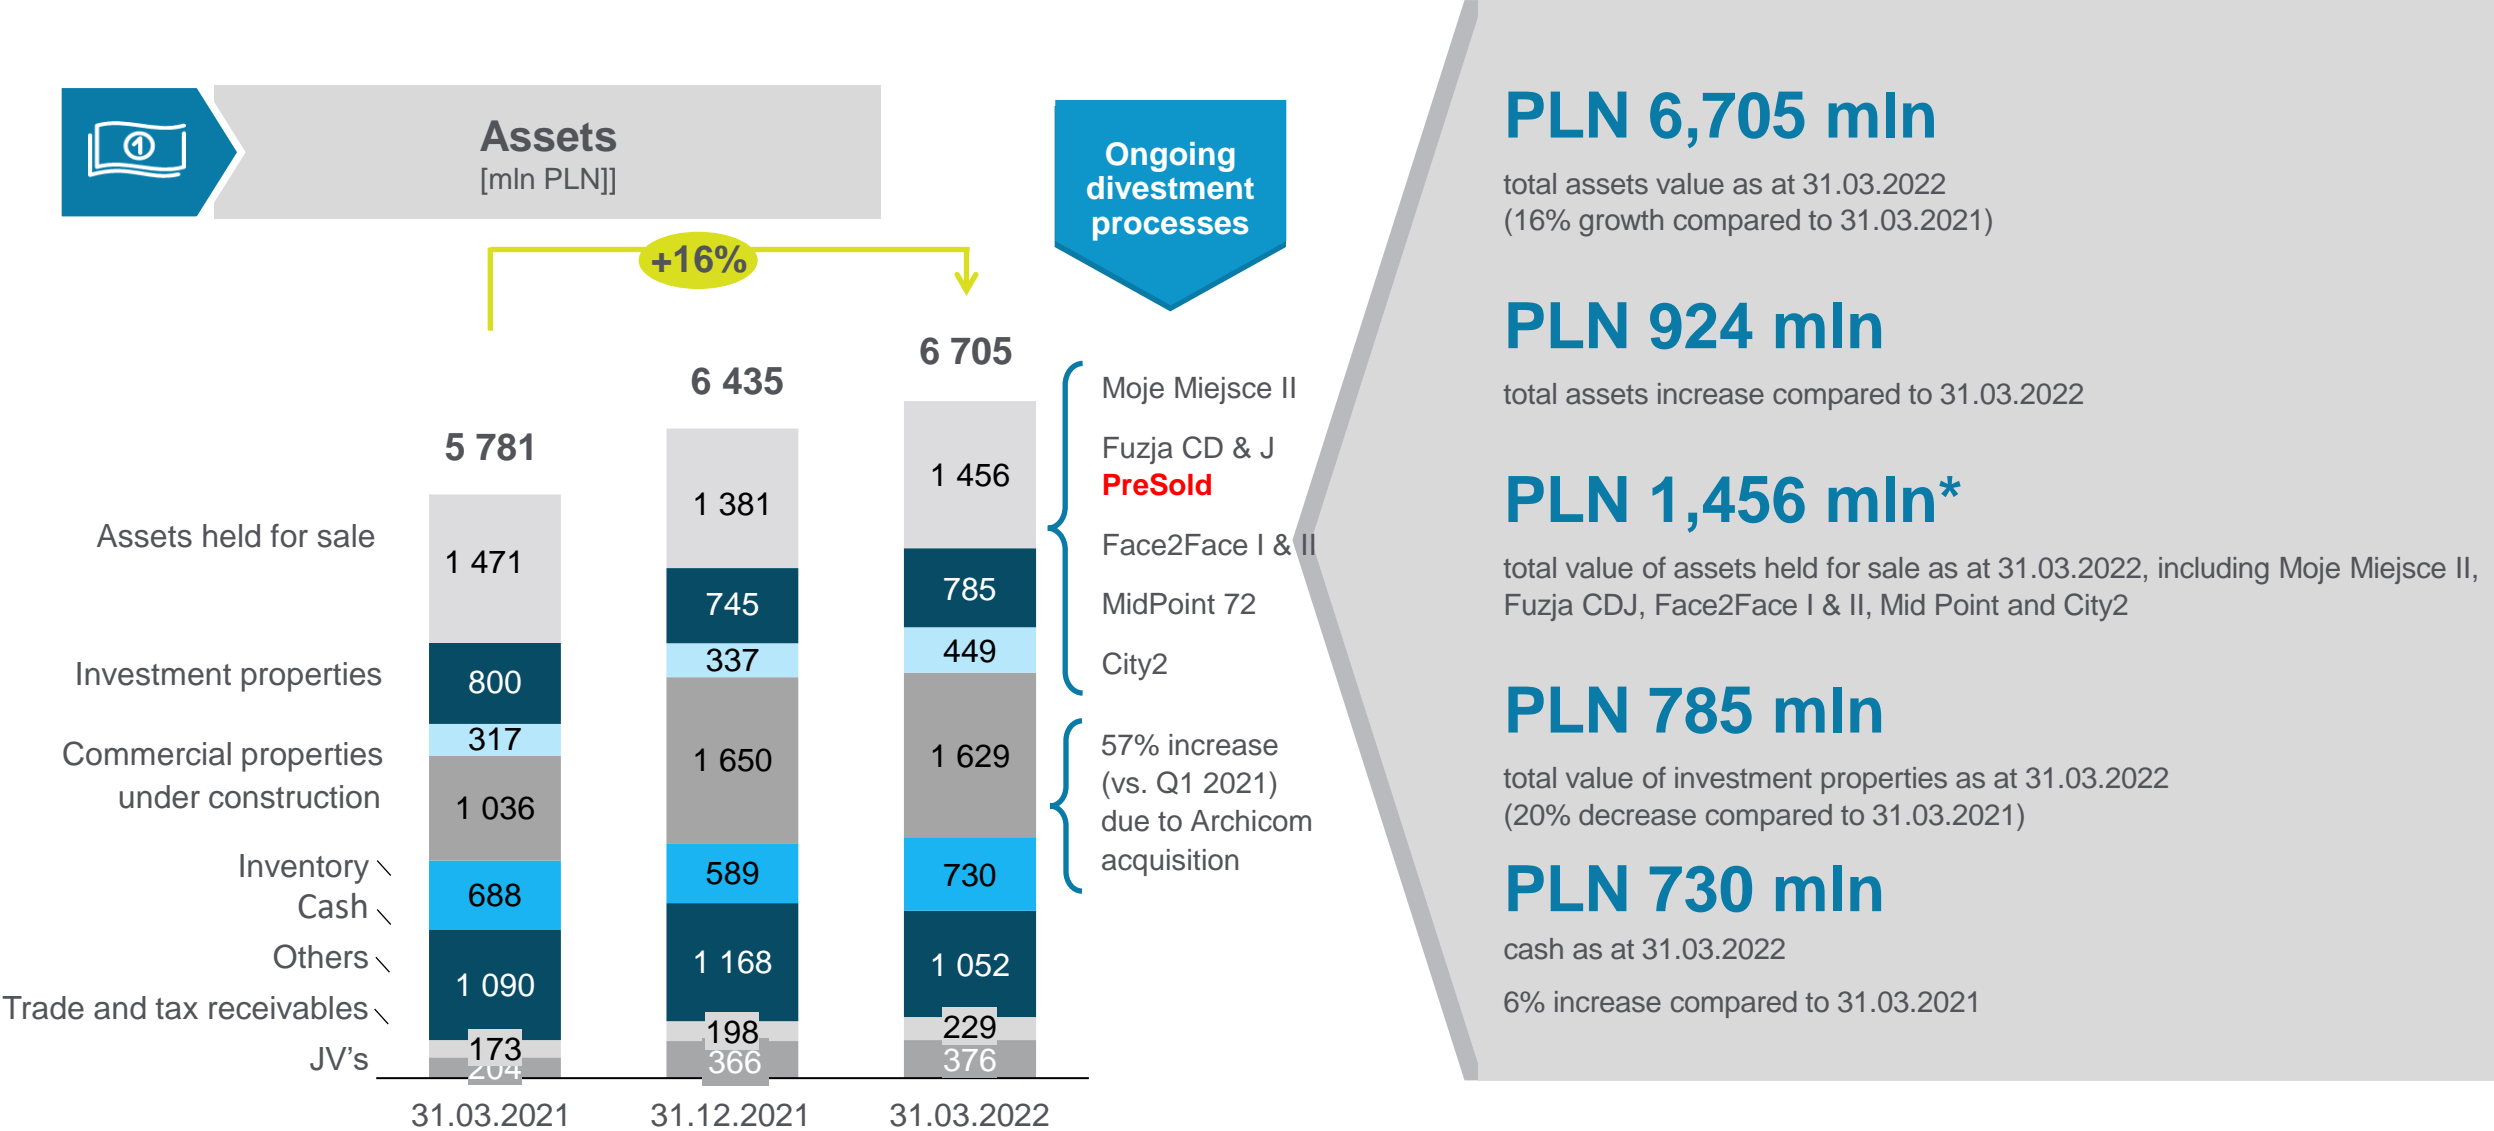 Assets
[mln PLN]]
+16%
5 781
6 435
6 705
Assets held for sale
Investment properties
Commercial properties
under construction
Inventory
Cash
Others
Trade and tax receivables
JV's
1 471
800
317
1 036
688
1 090
173
204
1 381
745
337
1 650
589
1 168
198
366
1 456
785
449
1 629
730
1 052
229
376
31.03.2021
31.12.2021
31.03.2022
Ongoing
divestment
processes
Moje Miejsce II
Fuzja CD & J
PreSold
Face2Face I & II
MidPoint 72
City2
57% increase
(vs. Q1 2021)
due to Archicom
acquisition
PLN 6,705 mln
total assets value as at 31.03.2022
(16% growth compared to 31.03.2021)
PLN 924 mln
total assets increase compared to 31.03.2022
PLN 1,456 mln*
total value of assets held for sale as at 31.03.2022, including Moje Miejsce II,
Fuzja CDJ, Face2Face I & II, Mid Point and City2
PLN 785 mln
total value of investment properties as at 31.03.2022
(20% decrease compared to 31.03.2021)
PLN 730 mln
cash as at 31.03.2022
6% increase compared to 31.03.2021